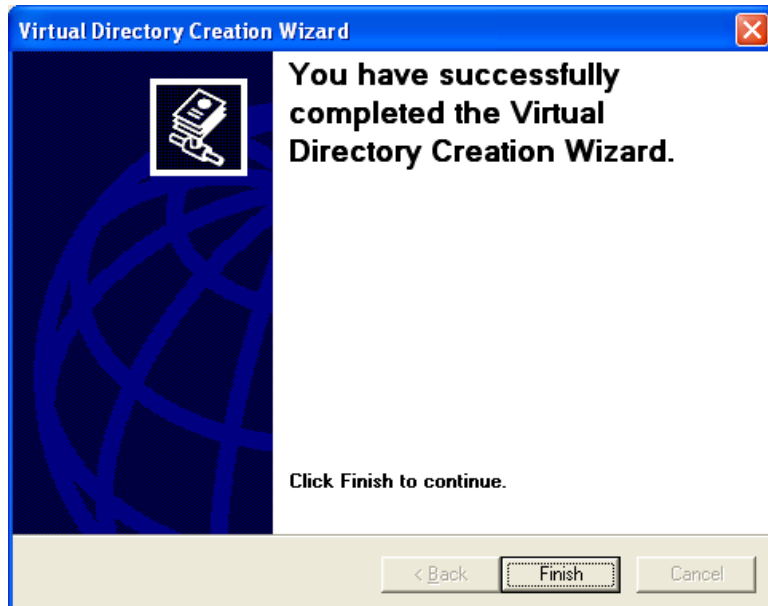 Virtual Directory Creation Wizard
You have successfully
completed the Virtual
Directory Creation Wizard.
Click Finish to continue.
< Back Finish Cancel